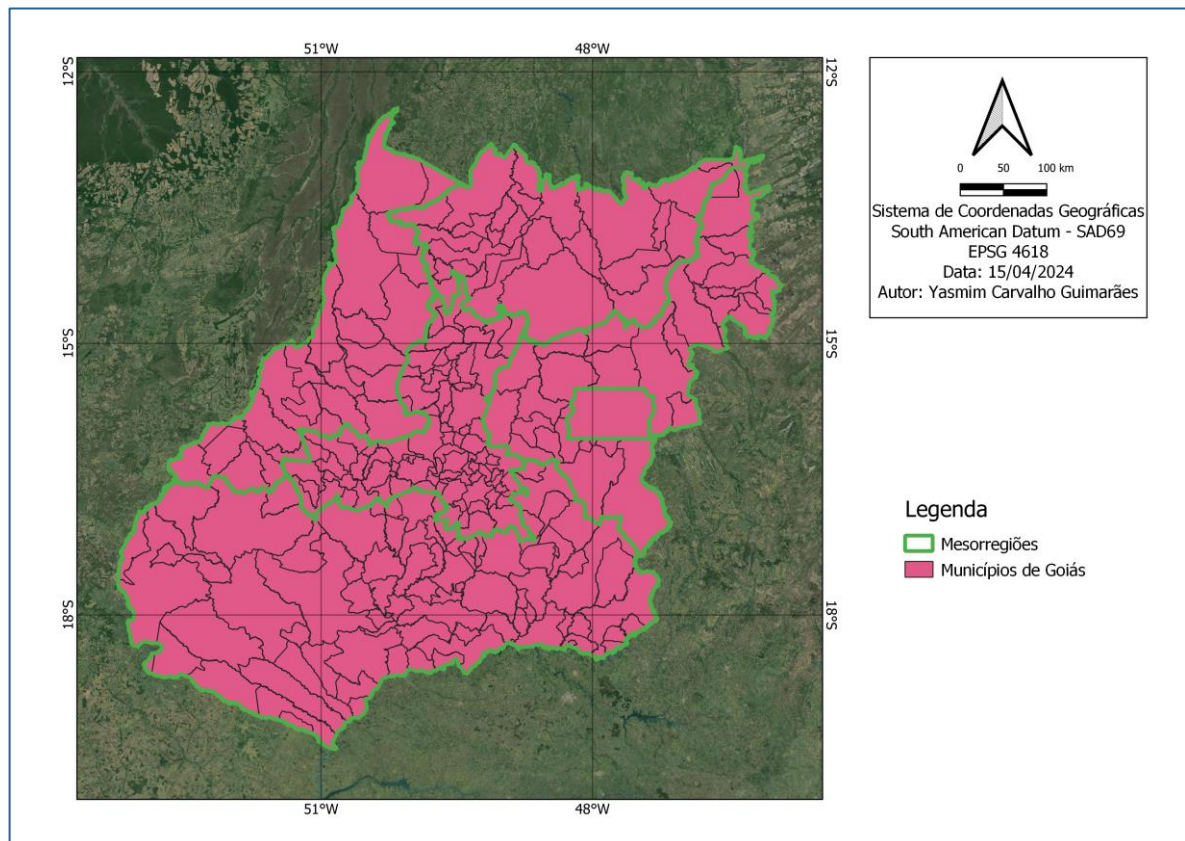 51°W
48°W
12°S
12°S
15°S
15°S
18°S
18°S
51°W
48°W
0 50 100 km
Sistema de Coordenadas Geográficas
South American Datum - SAD69
EPSG 4618
Data: 15/04/2024
Autor: Yasmim Carvalho Guimarães
Legenda
Mesorregiões
Municípios de Goiás